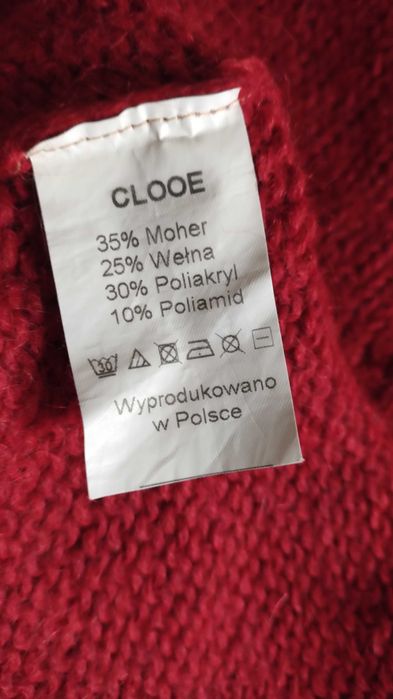 CLOOE
35% Moher
25% Wełna
30% Poliakryl
10% Poliamid
30
Wyprodukowano
w Polsce